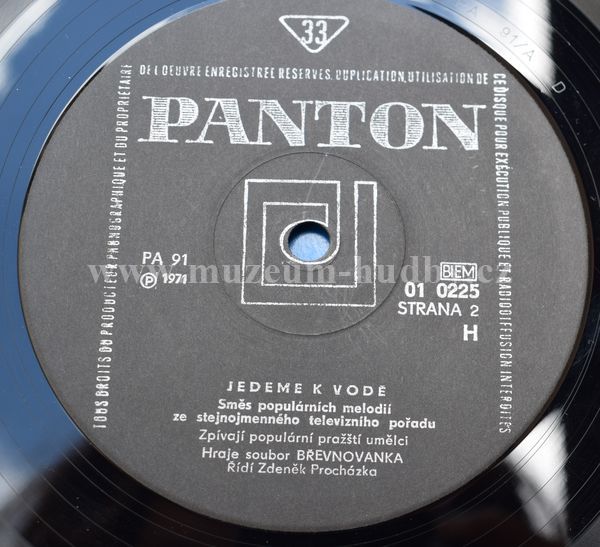 33
TOUS DROITS DU PRODUCTEUR PHONOGRAPHIQUE ET DU PROPRIETAIRE
DE L'OEUVRE ENREGISTREE RESERVES. DUPLICATION, UTILISATION DE
CE DISQUE POUR EXÉCUTION PUBLIQUE ET RADIODIFFUSION INTERDITES
PANTON
PA 91
Ⓟ 1971
BIEM
01 0225
STRANA 2
H
www.muzeum-hudby.cz
JEDEME K VODĚ
Směs populárních melodií
ze stejnojmenného televizního pořadu
Zpívají populární pražští umělci
Hraje soubor BŘEVNOVANKA
Řídí Zdeněk Procházka